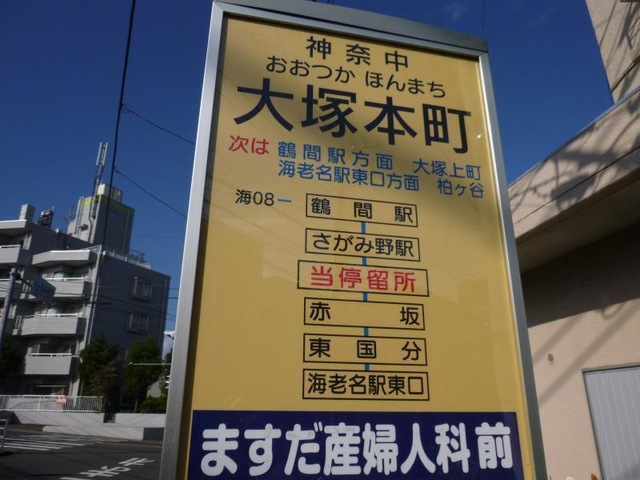 神奈中
おおつか ほんまち
大塚本町
次は 鶴間駅方面 大塚上町
海老名駅東口方面 柏ヶ谷
海08 鶴間駅
さがみ野駅
当停留所
赤坂
東国分
海老名駅東口
ますだ産婦人科前